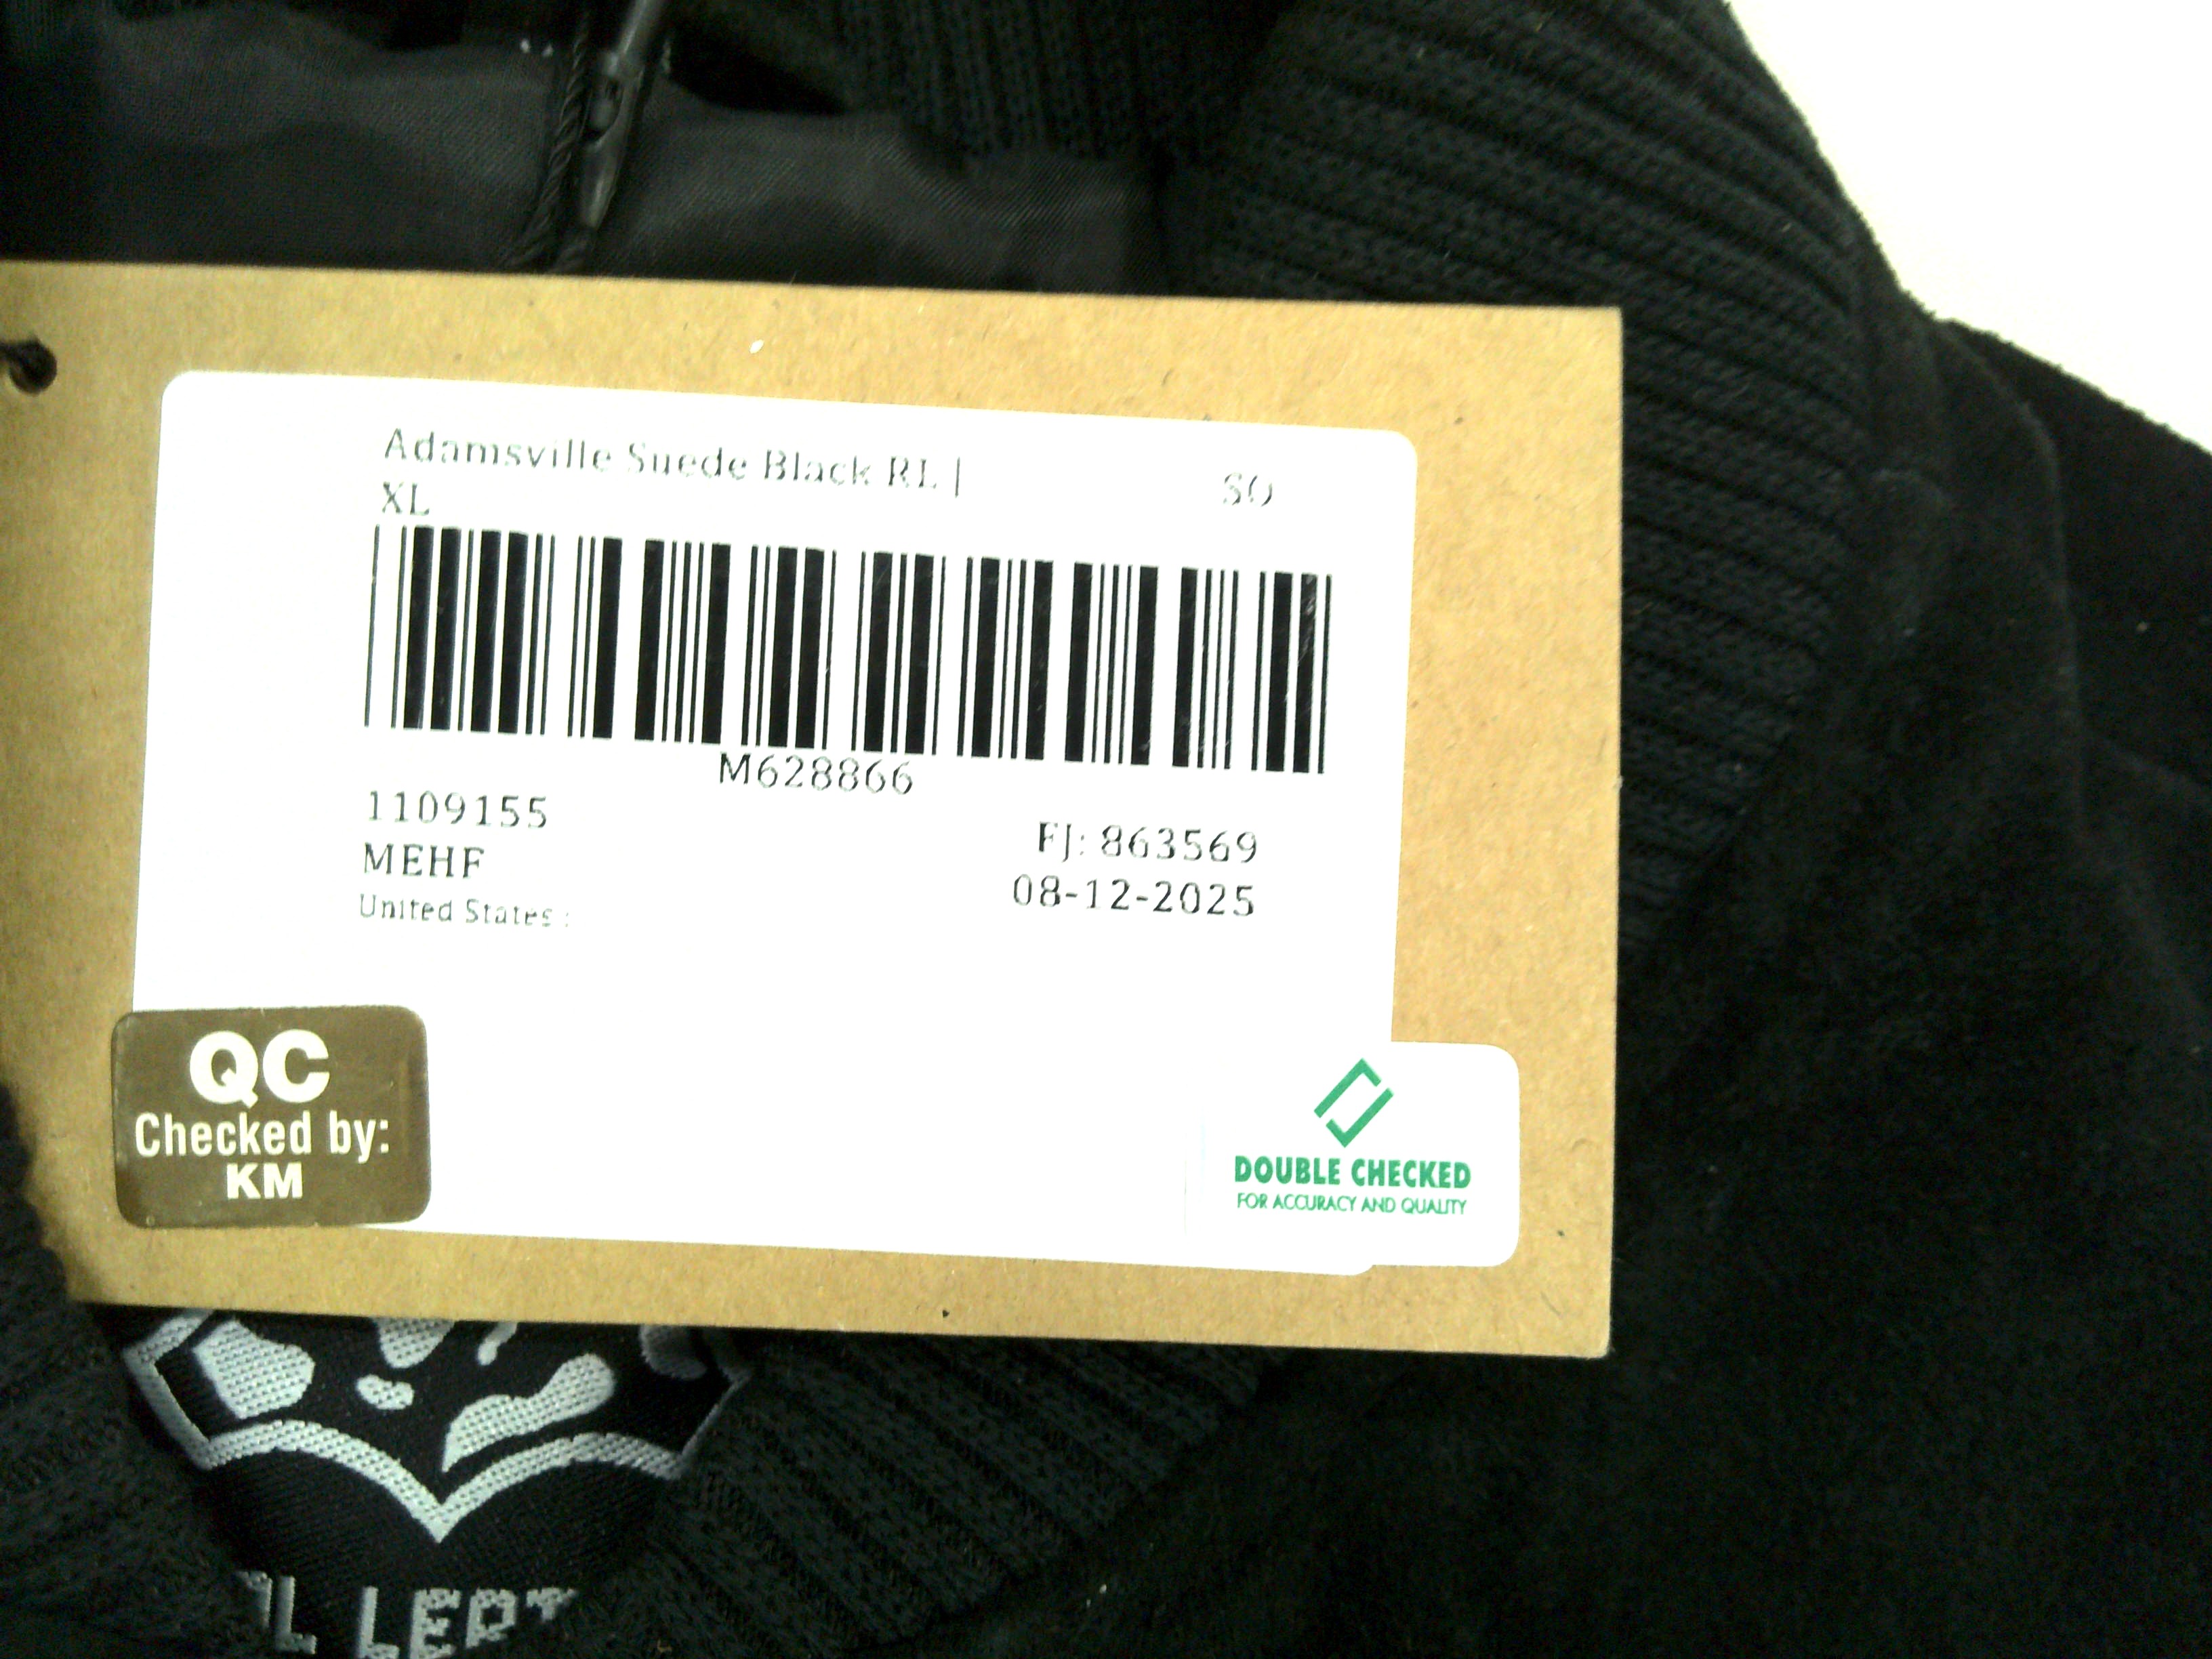 Adamsville Suede Black RL |
XL
SO
M628866
1109155
MEHF
United States :
FJ: 863569
08-12-2025
QC
Checked by:
KM
DOUBLE CHECKED
FOR ACCURACY AND QUALITY